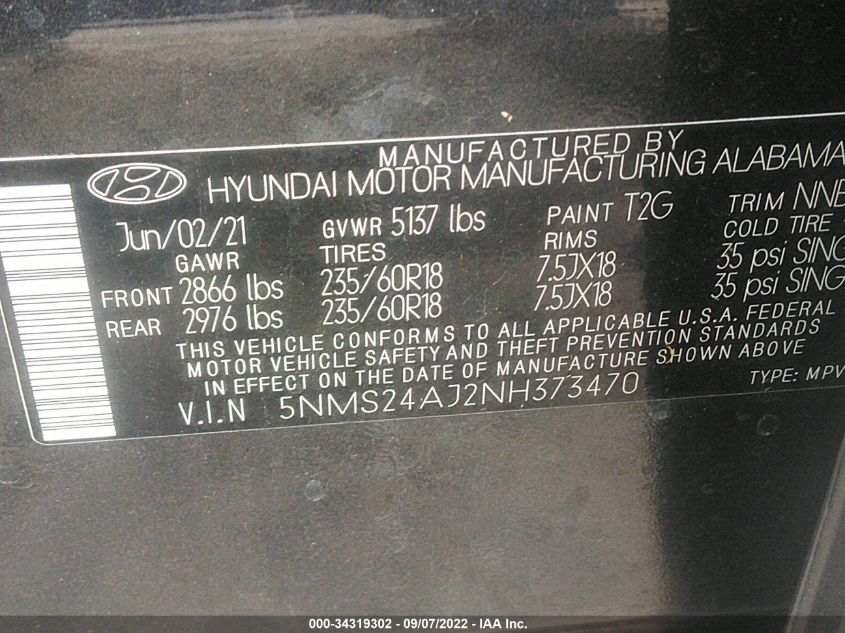 MANUFACTURED BY
HYUNDAI MOTOR MANUFACTURING ALABAMA
Jun/02/21 GVWR 5137 lbs PAINT T2G TRIM NNB
GAWR TIRES RIMS COLD TIRE
FRONT 2866 lbs 235/60R18 7.5JX18 35 psi SING
REAR 2976 lbs 235/60R18 7.5JX18 35 psi SING
THIS VEHICLE CONFORMS TO ALL APPLICABLE U.S.A. FEDERAL
MOTOR VEHICLE SAFETY AND THEFT PREVENTION STANDARDS
IN EFFECT ON THE DATE OF MANUFACTURE SHOWN ABOVE
V.I.N 5NMS24AJ2NH373470 TYPE: MPV
000-34319302 - 09/07/2022 - IAA Inc.